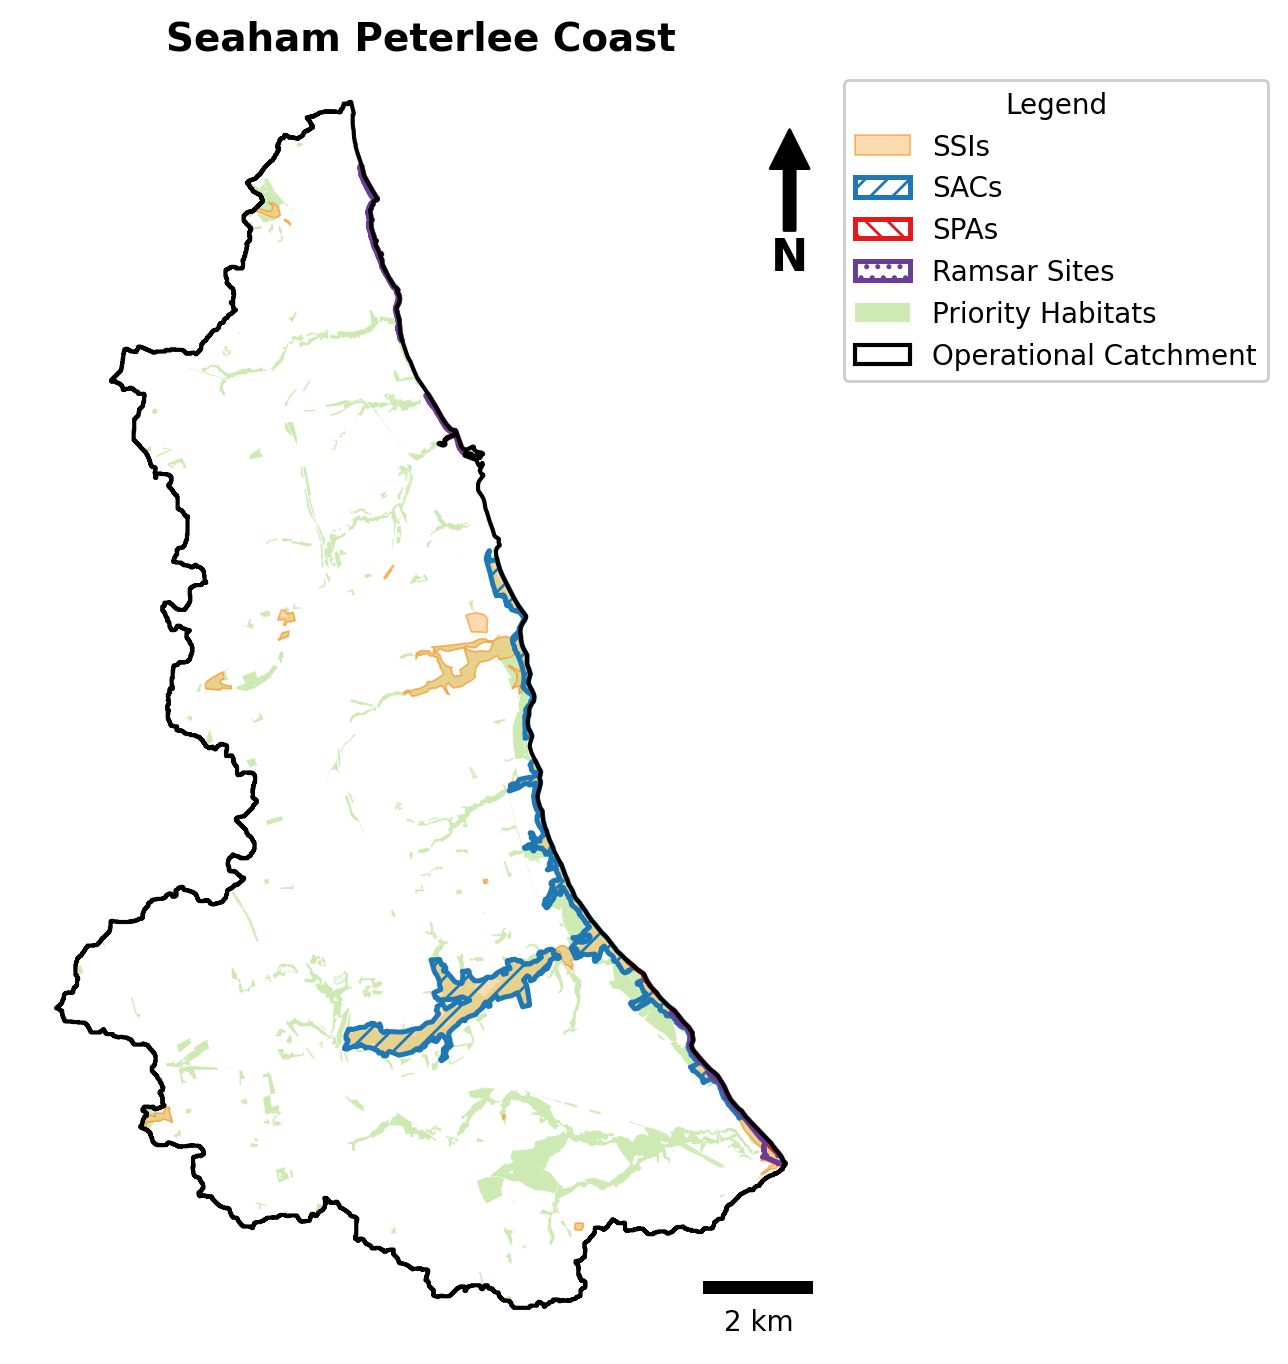 Seaham Peterlee Coast
Legend
SSIs
SACs
SPAs
Ramsar Sites
Priority Habitats
Operational Catchment
N
2 km